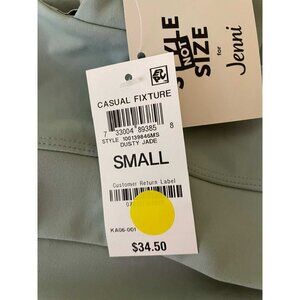 STYLE
NOT
SIZE
for
Jenni
CASUAL FIXTURE
7 33004 89385 8
STYLE 100139846MS
DUSTY JADE
SMALL
Customer Return Label
KA06-001
$34.50